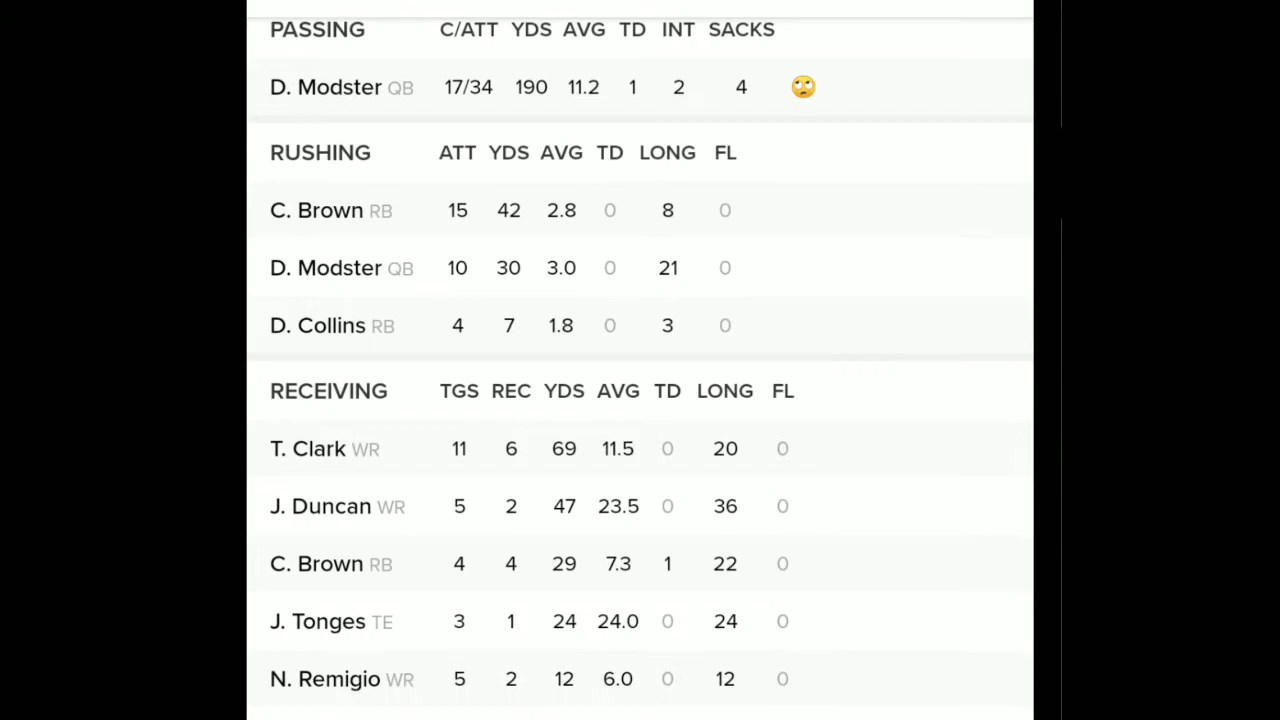 PASSING C/ATT YDS AVG TD INT SACKS
D. Modster QB 17/34 190 11.2 1 2 4 🙄
RUSHING ATT YDS AVG TD LONG FL
C. Brown RB 15 42 2.8 0 8 0
D. Modster QB 10 30 3.0 0 21 0
D. Collins RB 4 7 1.8 0 3 0
RECEIVING TGS REC YDS AVG TD LONG FL
T. Clark WR 11 6 69 11.5 0 20 0
J. Duncan WR 5 2 47 23.5 0 36 0
C. Brown RB 4 4 29 7.3 1 22 0
J. Tonges TE 3 1 24 24.0 0 24 0
N. Remigio WR 5 2 12 6.0 0 12 0